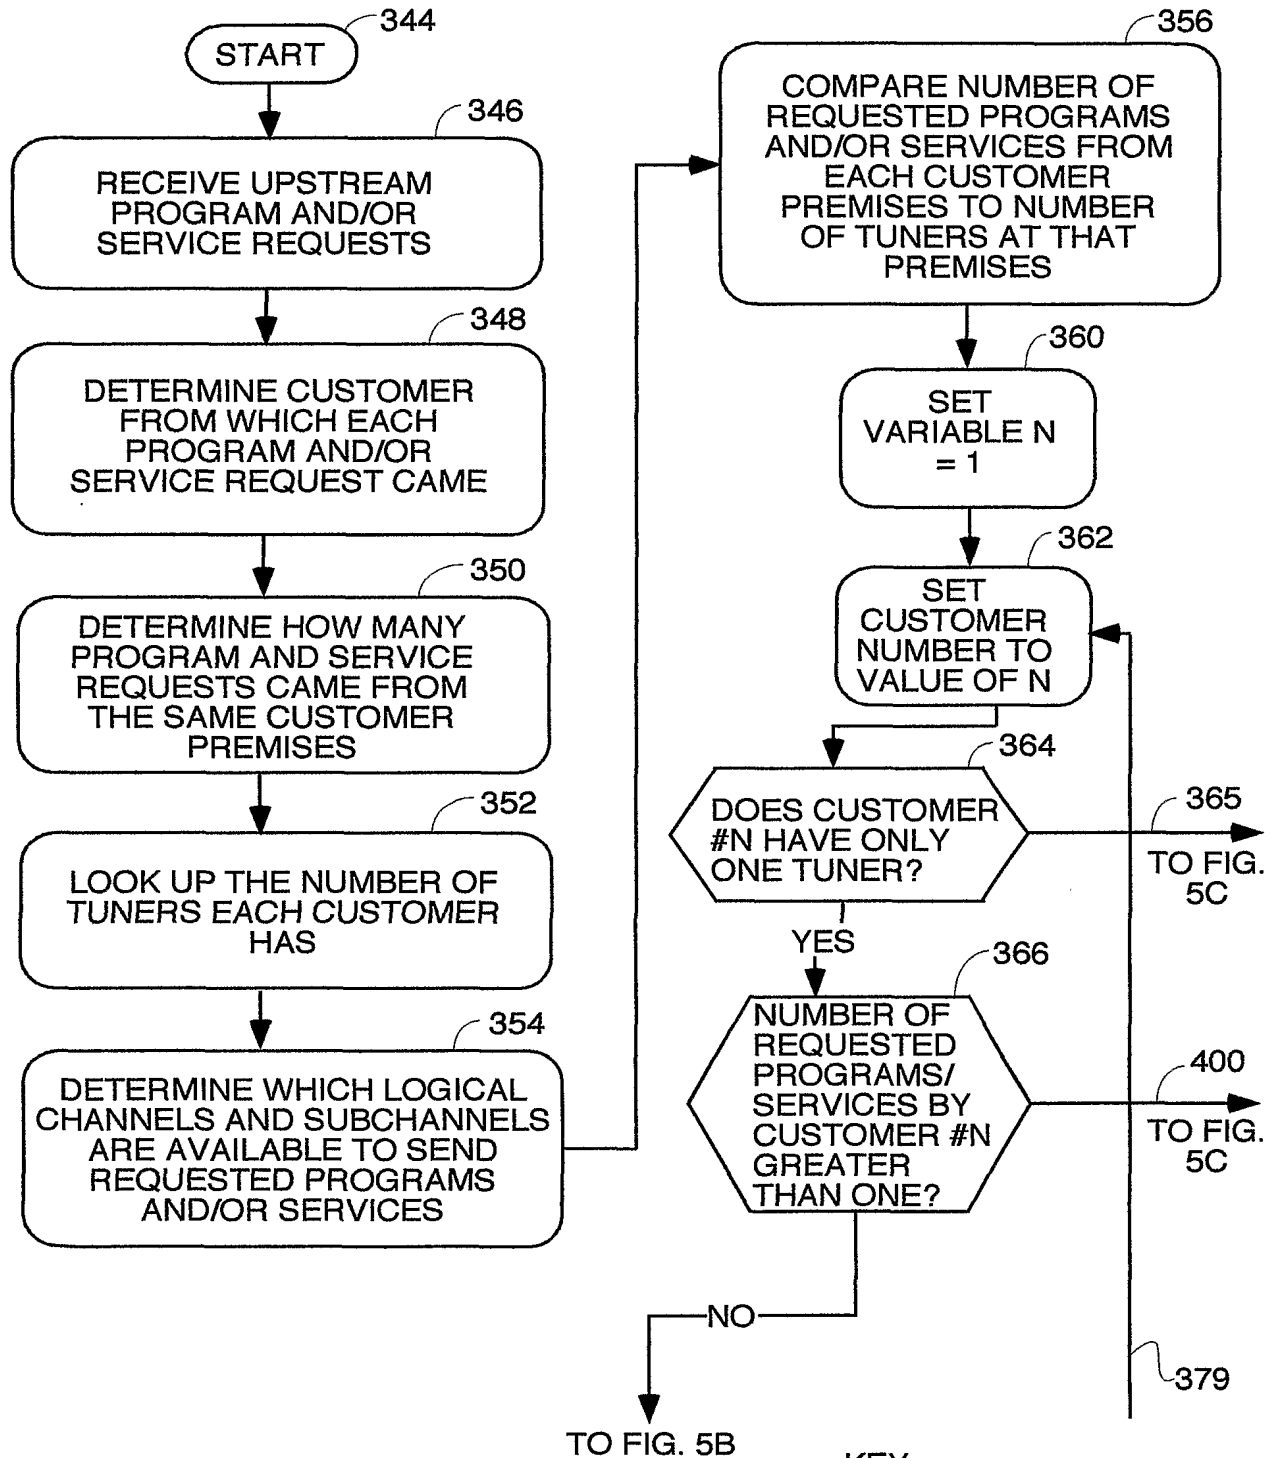 344
START
346
RECEIVE UPSTREAM
PROGRAM AND/OR
SERVICE REQUESTS
348
DETERMINE CUSTOMER
FROM WHICH EACH
PROGRAM AND/OR
SERVICE REQUEST CAME
350
DETERMINE HOW MANY
PROGRAM AND SERVICE
REQUESTS CAME FROM
THE SAME CUSTOMER
PREMISES
352
LOOK UP THE NUMBER OF
TUNERS EACH CUSTOMER
HAS
354
DETERMINE WHICH LOGICAL
CHANNELS AND SUBCHANNELS
ARE AVAILABLE TO SEND
REQUESTED PROGRAMS
AND/OR SERVICES
356
COMPARE NUMBER OF
REQUESTED PROGRAMS
AND/OR SERVICES FROM
EACH CUSTOMER
PREMISES TO NUMBER
OF TUNERS AT THAT
PREMISES
360
SET
VARIABLE N
= 1
362
SET
CUSTOMER
NUMBER TO
VALUE OF N
364
DOES CUSTOMER
#N HAVE ONLY
ONE TUNER?
365
TO FIG.
5C
YES
366
NUMBER OF
REQUESTED
PROGRAMS/
SERVICES BY
CUSTOMER #N
GREATER
THAN ONE?
400
TO FIG.
5C
NO
379
TO FIG. 5B